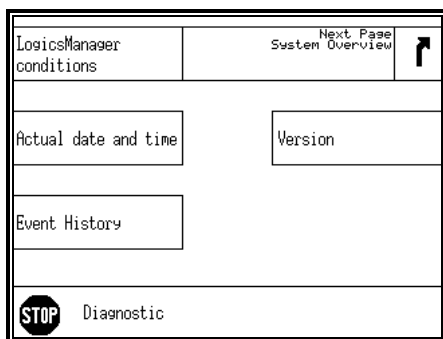 LogicsManager
conditions
Next Page
System Overview
Actual date and time
Version
Event History
STOP
Diagnostic